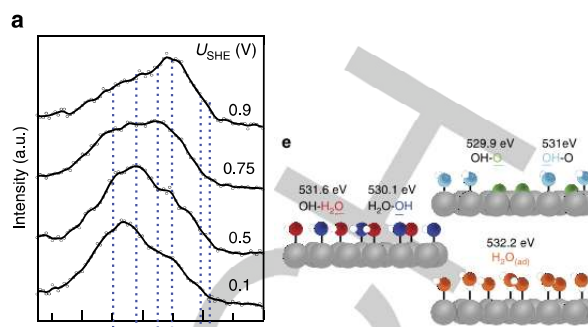 a
U_SHE (V)
0.9
0.75
0.5
0.1
Intensity (a.u.)
e
529.9 eV
OH-O
531eV
OH-O
531.6 eV
OH-H₂O
530.1 eV
H₂O-OH
532.2 eV
H₂O(ad)